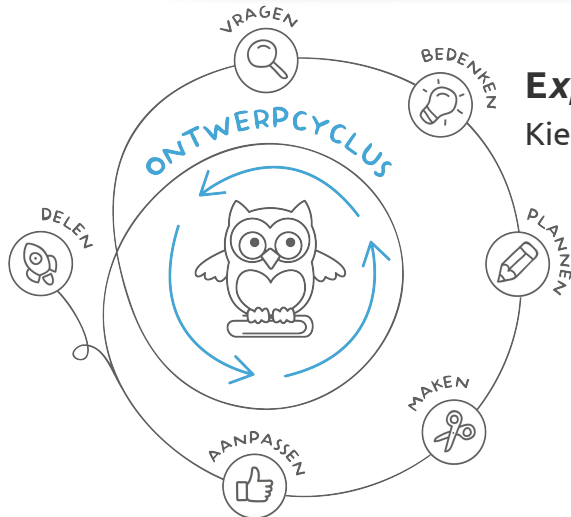 VRAGEN
BEDENKEN
PLANNEN
MAKEN
AANPASSEN
DELEN
ONTWERPCYCLUS